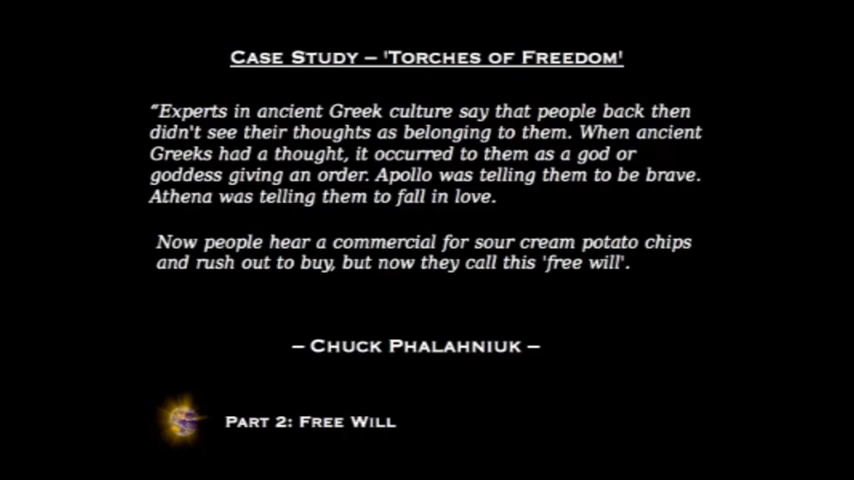 CASE STUDY – 'TORCHES OF FREEDOM'
"Experts in ancient Greek culture say that people back then
didn't see their thoughts as belonging to them. When ancient
Greeks had a thought, it occurred to them as a god or
goddess giving an order. Apollo was telling them to be brave.
Athena was telling them to fall in love.
Now people hear a commercial for sour cream potato chips
and rush out to buy, but now they call this 'free will'.
– CHUCK PHALAHNIUK –
PART 2: FREE WILL